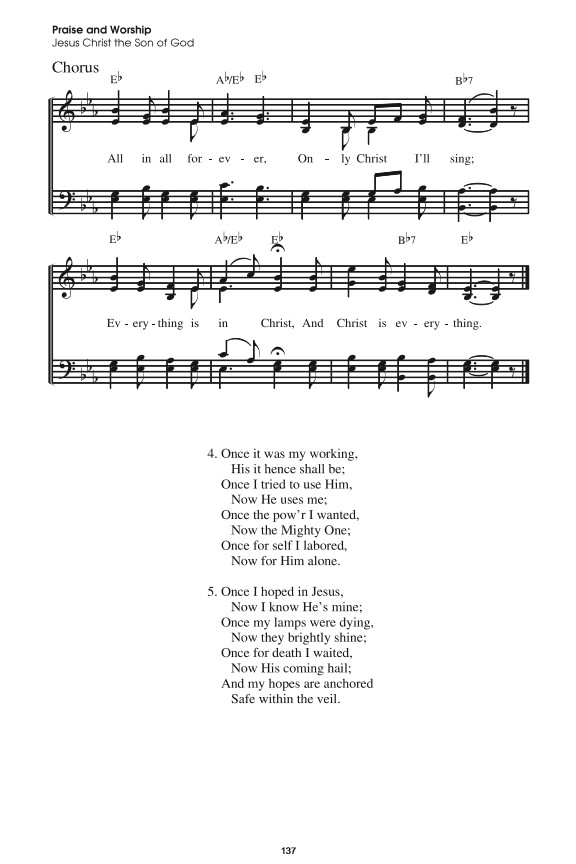 Praise and Worship
Jesus Christ the Son of God
Chorus
E♭ A♭/E♭ E♭ B♭7
All in all for - ev - er, On - ly Christ I'll sing;
E♭ A♭/E♭ E♭ B♭7 E♭
Ev - ery - thing is in Christ, And Christ is ev - ery - thing.
4. Once it was my working,
His it hence shall be;
Once I tried to use Him,
Now He uses me;
Once the pow'r I wanted,
Now the Mighty One;
Once for self I labored,
Now for Him alone.
5. Once I hoped in Jesus,
Now I know He's mine;
Once my lamps were dying,
Now they brightly shine;
Once for death I waited,
Now His coming hail;
And my hopes are anchored
Safe within the veil.
137